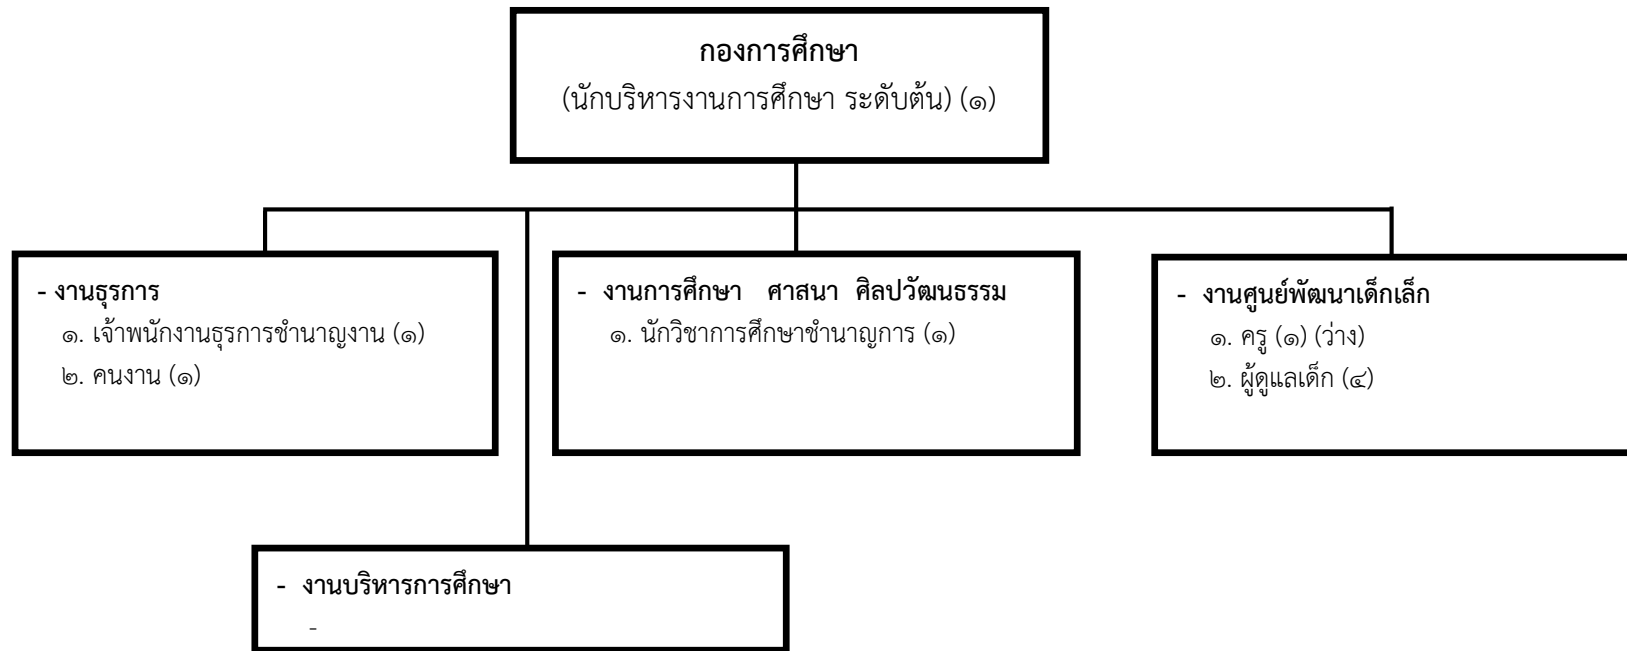 กองการศึกษา
(นักบริหารงานการศึกษา ระดับต้น) (๑)
- งานธุรการ
๑. เจ้าพนักงานธุรการชำนาญงาน (๑)
๒. คนงาน (๑)
- งานการศึกษา ศาสนา ศิลปวัฒนธรรม
๑. นักวิชาการศึกษาชำนาญการ (๑)
- งานศูนย์พัฒนาเด็กเล็ก
๑. ครู (๑) (ว่าง)
๒. ผู้ดูแลเด็ก (๔)
- งานบริหารการศึกษา
-